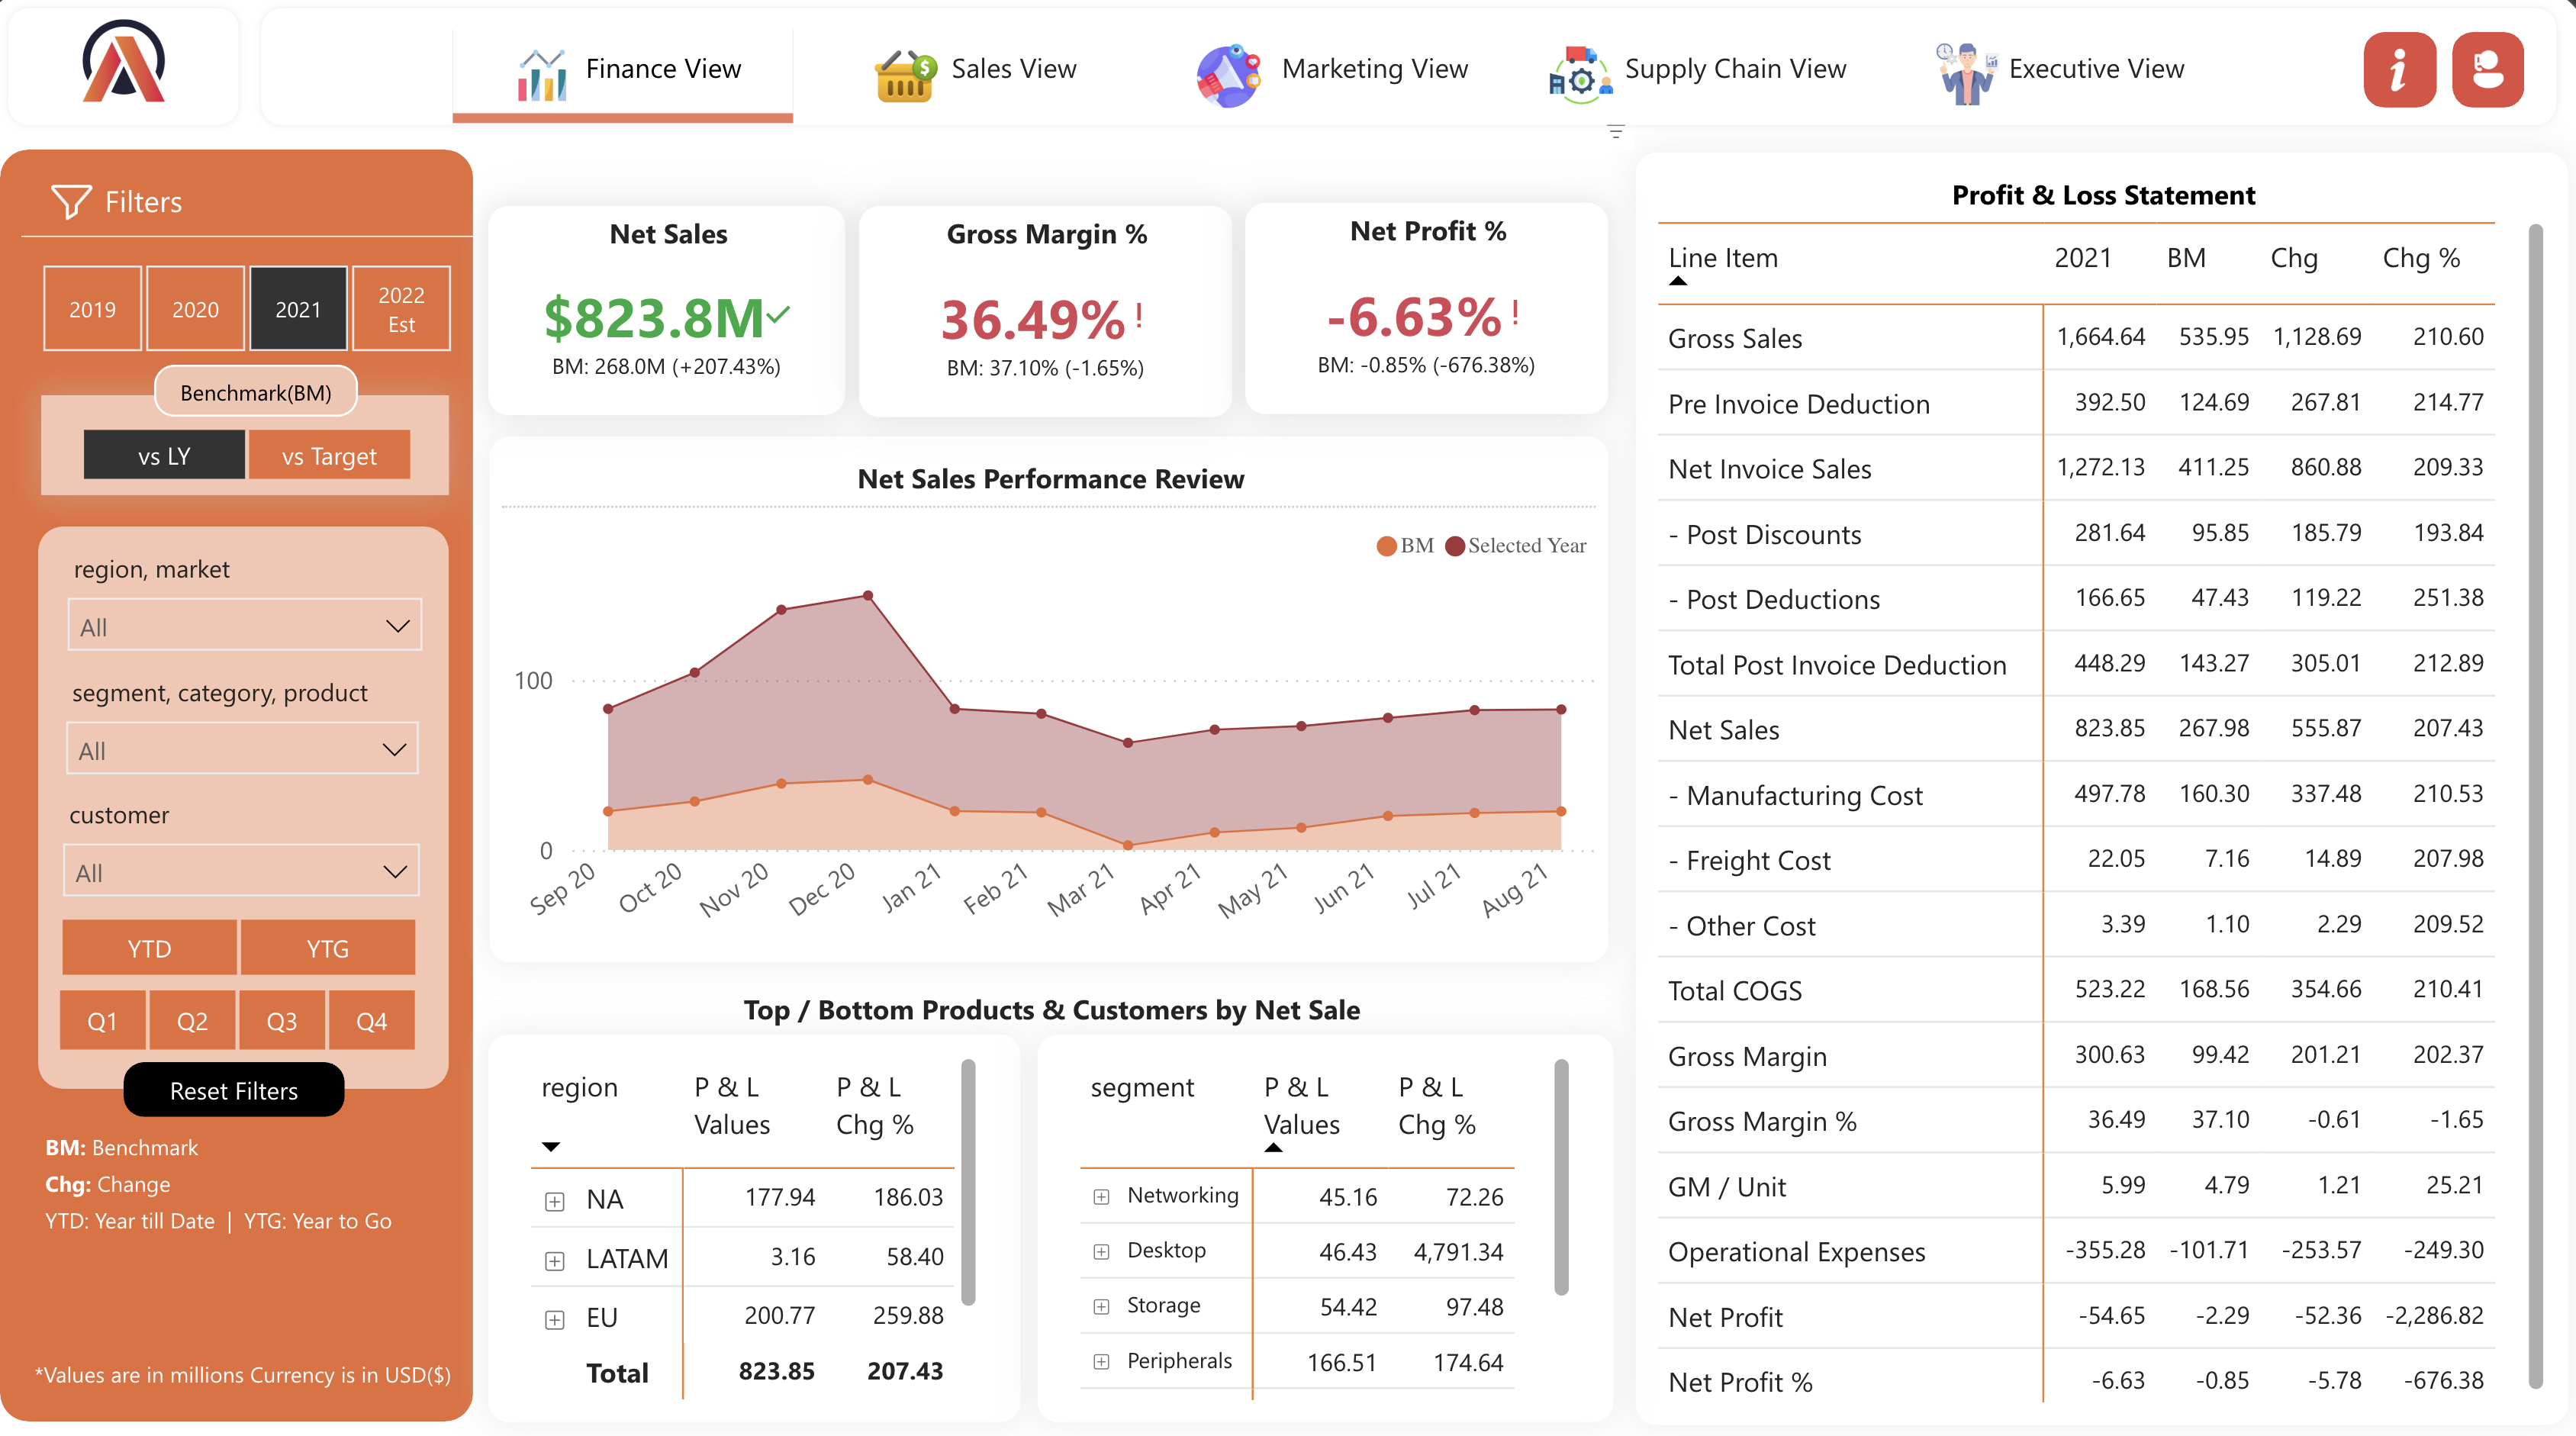 Finance View
Sales View
Marketing View
Supply Chain View
Executive View
Filters
2019
2020
2021
2022
Est
Benchmark(BM)
vs LY
vs Target
region, market
All
segment, category, product
All
customer
All
YTD
YTG
Q1
Q2
Q3
Q4
Reset Filters
BM: Benchmark
Chg: Change
YTD: Year till Date | YTG: Year to Go
*Values are in millions Currency is in USD($)
Net Sales
$823.8M
BM: 268.0M (+207.43%)
Gross Margin %
36.49% !
BM: 37.10% (-1.65%)
Net Profit %
-6.63% !
BM: -0.85% (-676.38%)
Net Sales Performance Review
BM Selected Year
100
0
Sep 20
Oct 20
Nov 20
Dec 20
Jan 21
Feb 21
Mar 21
Apr 21
May 21
Jun 21
Jul 21
Aug 21
Top / Bottom Products & Customers by Net Sale
region P & L Values P & L Chg %
NA 177.94 186.03
LATAM 3.16 58.40
EU 200.77 259.88
Total 823.85 207.43
segment P & L Values P & L Chg %
Networking 45.16 72.26
Desktop 46.43 4,791.34
Storage 54.42 97.48
Peripherals 166.51 174.64
Profit & Loss Statement
Line Item 2021 BM Chg Chg %
Gross Sales 1,664.64 535.95 1,128.69 210.60
Pre Invoice Deduction 392.50 124.69 267.81 214.77
Net Invoice Sales 1,272.13 411.25 860.88 209.33
- Post Discounts 281.64 95.85 185.79 193.84
- Post Deductions 166.65 47.43 119.22 251.38
Total Post Invoice Deduction 448.29 143.27 305.01 212.89
Net Sales 823.85 267.98 555.87 207.43
- Manufacturing Cost 497.78 160.30 337.48 210.53
- Freight Cost 22.05 7.16 14.89 207.98
- Other Cost 3.39 1.10 2.29 209.52
Total COGS 523.22 168.56 354.66 210.41
Gross Margin 300.63 99.42 201.21 202.37
Gross Margin % 36.49 37.10 -0.61 -1.65
GM / Unit 5.99 4.79 1.21 25.21
Operational Expenses -355.28 -101.71 -253.57 -249.30
Net Profit -54.65 -2.29 -52.36 -2,286.82
Net Profit % -6.63 -0.85 -5.78 -676.38